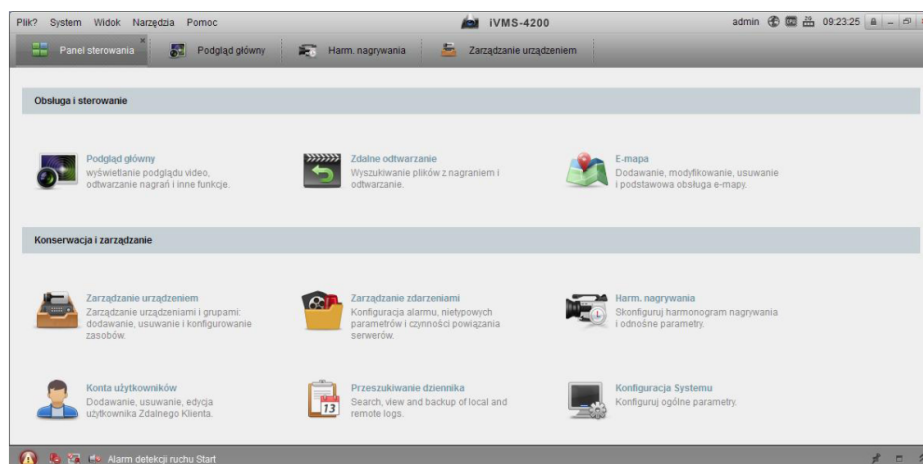 Plik? System Widok Narzędzia Pomoc iVMS-4200 admin 09:23:25
Panel sterowania Podgląd główny Harm. nagrywania Zarządzanie urządzeniem
Obsługa i sterowanie
Podgląd główny
wyświetlanie podglądu video,
odtwarzanie nagrań i inne funkcje.
Zdalne odtwarzanie
Wyszukiwanie plików z nagraniem i
odtwarzanie.
E-mapa
Dodawanie, modyfikowanie, usuwanie
i podstawowa obsługa e-mapy.
Konserwacja i zarządzanie
Zarządzanie urządzeniem
Zarządzanie urządzeniami i grupami:
dodawanie, usuwanie i konfigurowanie
zasobów.
Zarządzanie zdarzeniami
Konfiguracja alarmu, nietypowych
parametrów i czynności powiązania
serwerów.
Harm. nagrywania
Skonfiguruj harmonogram nagrywania
i odnośne parametry.
Konta użytkowników
Dodawanie, usuwanie, edycja
użytkownika Zdalnego Klienta.
Przeszukiwanie dziennika
Search, view and backup of local and
remote logs.
13
Konfiguracja Systemu
Konfiguruj ogólne parametry.
Alarm detekcji ruchu Start